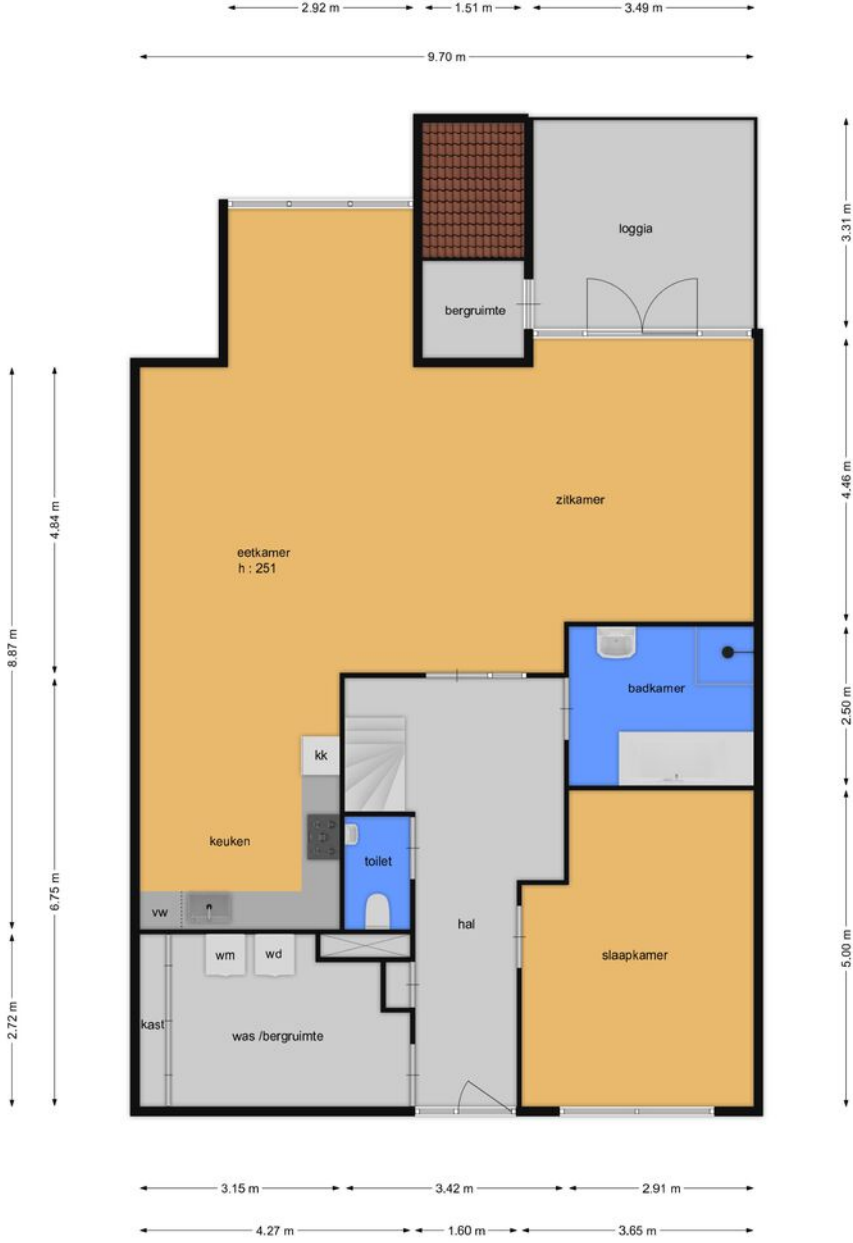 2.92 m
1.51 m
3.49 m
9.70 m
3.31 m
loggia
bergruimte
4.46 m
4.84 m
8.87 m
zitkamer
eetkamer
h : 251
2.50 m
badkamer
kk
keuken
toilet
6.75 m
vw
hal
wm
wd
slaapkamer
5.00 m
2.72 m
kast
was /bergruimte
3.15 m
3.42 m
2.91 m
4.27 m
1.60 m
3.65 m